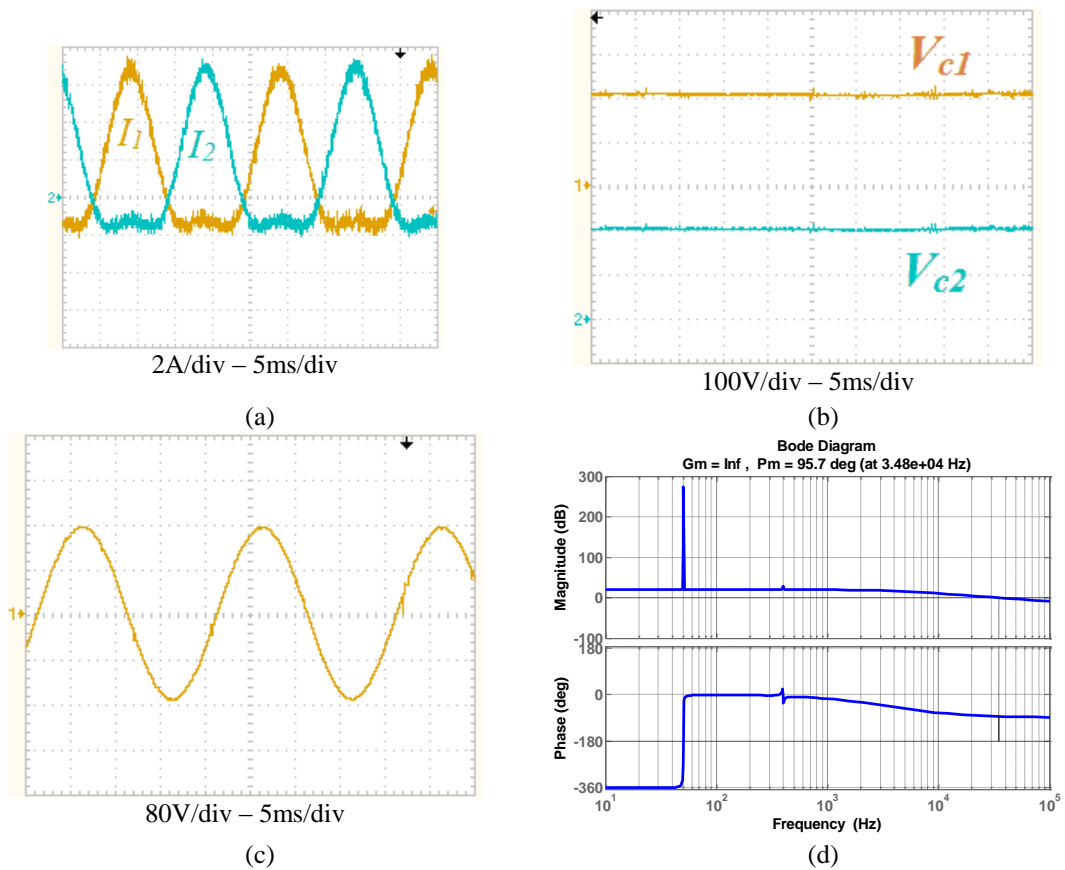 I1
I2
2
2A/div – 5ms/div
(a)
Vc1
1
Vc2
2
100V/div – 5ms/div
(b)
1
80V/div – 5ms/div
(c)
Bode Diagram
Gm = Inf , Pm = 95.7 deg (at 3.48e+04 Hz)
Magnitude (dB)
300
200
100
0
-100
Phase (deg)
180
0
-180
-360
10^1 10^2 10^3 10^4 10^5
Frequency (Hz)
(d)